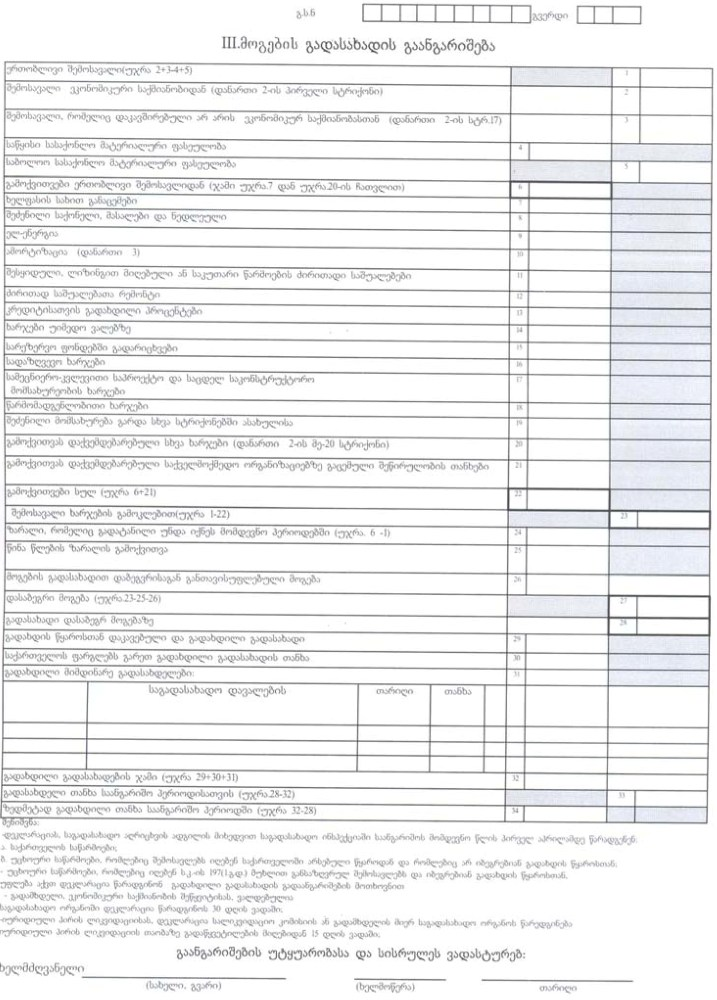 გ.ს.ნ გვერდი
III.მოგების გადასახადის გაანგარიშება
ერთობლივი შემოსავალი(უჯრა 2+3-4+5) 1
შემოსავალი ეკონომიკური საქმიანობიდან (დანართი 2-ის პირველი სტრიქონი) 2
შემოსავალი, რომელიც დაკავშირებული არ არის ეკონომიკურ საქმიანობასთან (დანართი 2-ის სტრ.17) 3
საწყისი სასაქონლო მატერიალური ფასეულობა 4
საბოლოო სასაქონლო მატერიალური ფასეულობა 5
გამოქვითვები ერთობლივი შემოსავლიდან (ჯამი უჯრა.7 დან უჯრა.20-ის ჩათვლით) 6
ხელფასის სახით განაცემები 7
შეძენილი საქონელი, მასალები და ნედლეული 8
ელ-ენერგია 9
ამორტიზაცია (დანართი 3) 10
შესყიდული, ლიზინგით მიღებული ან საკუთარი წარმოების ძირითადი საშუალებები 11
ძირითად საშუალებათა რემონტი 12
კრედიტისათვის გადახდილი პროცენტები 13
ხარჯები უიმედო ვალებზე 14
სარეზერვო ფონდებში გადარიცხვები 15
სადაზღვევო ხარჯები 16
სამეცნიერო-კვლევითი საპროექტო და საცდელ საკონსტრუქტორო 17
მომსახურეობის ხარჯები
წარმომადგენლობითი ხარჯები 18
შეძენილი მომსახურება გარდა სხვა სტრიქონებში ასახულისა 19
გამოქვითვას დაქვემდებარებული სხვა ხარჯები (დანართი 2-ის მე-20 სტრიქონი) 20
გამოქვითვას დაქვემდებარებული საქველმოქმედო ორგანიზაციებზე გაცემული შეწირულობის თანხები 21
გამოქვითვები სულ (უჯრა 6+21) 22
შემოსავალი ხარჯების გამოკლებით(უჯრა 1-22) 23
ზარალი, რომელიც გადატანილი უნდა იქნეს მომდევნო პერიოდებში (უჯრა. 6 -1) 24
წინა წლების ზარალის გამოქვითვა 25
მოგების გადასახადით დაბეგვრისაგან განთავისუფლებული მოგება 26
დასაბეგრი მოგება (უჯრა.23-25-26) 27
გადასახადი დასაბეგრ მოგებაზე 28
გადახდის წყაროსთან დაკავებული და გადახდილი გადასახადი 29
საქართველოს ფარგლებს გარეთ გადახდილი გადასახადის თანხა 30
გადახდილი მიმდინარე გადასახდელები: 31
საგადასახადო დავალების თარიღი თანხა
გადახდილი გადასახადების ჯამი (უჯრა 29+30+31) 32
გადასახდელი თანხა საანგარიშო პერიოდისათვის (უჯრა.28-32) 33
ზედმეტად გადახდილი თანხა საანგარიშო პერიოდში (უჯრა 32-28) 34
შენიშვნა:
-დეკლარაციას, საგადასახადო აღრიცხვის ადგილის მიხედვით საგადასახადო ინსპექციაში საანგარიშოს მომდევნო წლის პირველ აპრილამდე წარადგენენ:
ა. საქართველოს საწარმოები;
ბ. უცხოური საწარმოები, რომლებიც შემოსავლებს იღებენ საქართველოში არსებული წყაროდან და რომლებიც არ იბეგრებიან გადახდის წყაროსთან;
- უცხოური საწარმოები, რომლებიც იღებენ ს.კ-ის 197(1.გ.დ.) მუხლით განსაზღვრულ შემოსავლებს და იბეგრებიან გადახდის წყაროსთან,
უფლება აქვთ დეკლარაცია წარადგინონ გადახდილი გადასახადის გადაანგარიშების მოთხოვნით
- გადამხდელი, ეკონომიკური საქმიანობის შეწყვეტისას, ვალდებულია
საგადასახადო ორგანოში დეკლარაცია წარადგინოს 30 დღის ვადაში;
-იურიდიული პირის ლიკვიდაციისას, დეკლარაცია სალიკვიდაციო კომისიის ან გადამხდელის მიერ საგადასახადო ორგანოს წარედგინება
იურიდიული პირის ლიკვიდაციის თაობაზე გადაწყვეტილების მიღებიდან 15 დღის ვადაში;
გაანგარიშების უტყუარობასა და სისრულეს ვადასტურებ:
ხელმძღვანელი
(სახელი, გვარი) (ხელმოწერა) თარიღი